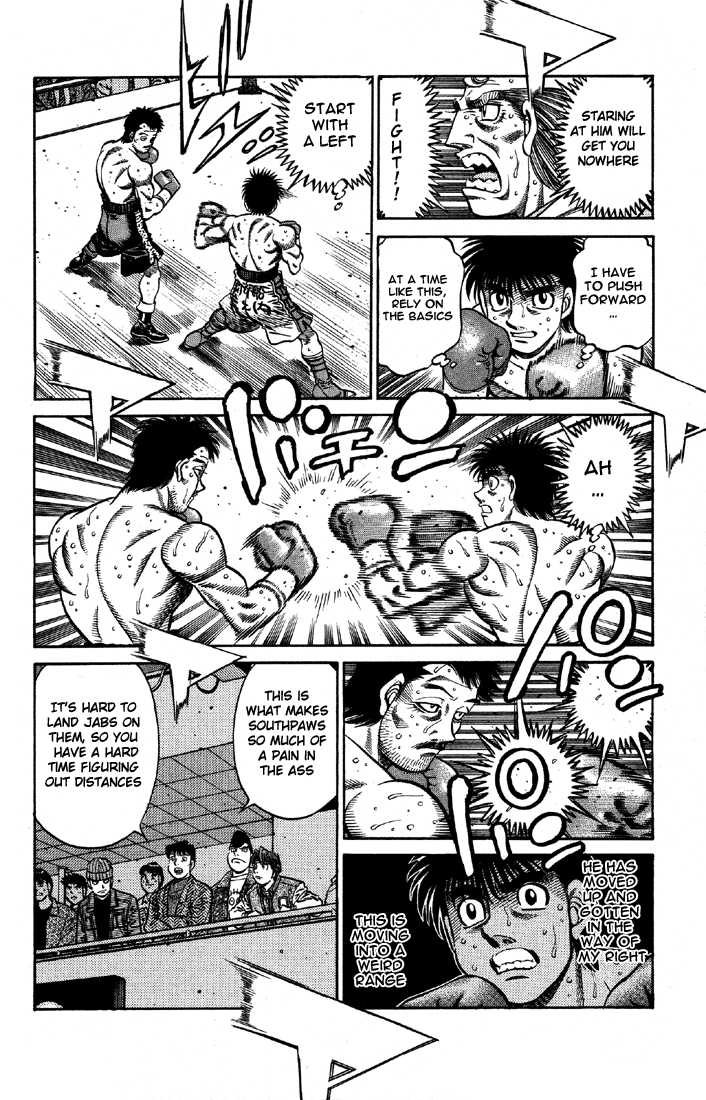 STARING
AT HIM WILL
GET YOU
NOWHERE
FIGHT!!
START
WITH
A LEFT
I HAVE
TO PUSH
FORWARD
...
AT A TIME
LIKE THIS,
RELY ON
THE BASICS
AH
...
THIS IS
WHAT MAKES
SOUTHPAWS
SO MUCH OF
A PAIN IN
THE ASS
IT'S HARD TO
LAND JABS ON
THEM, SO YOU
HAVE A HARD
TIME FIGURING
OUT DISTANCES
HE HAS
MOVED
UP AND
GOTTEN
IN THE
WAY OF
MY RIGHT
THIS IS
MOVING
INTO A
WEIRD
RANGE